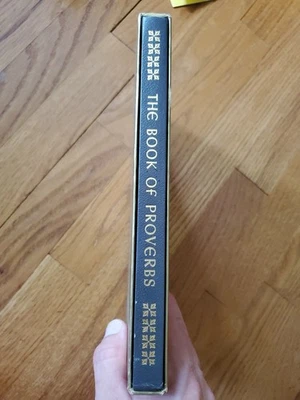 THE BOOK OF PROVERBS